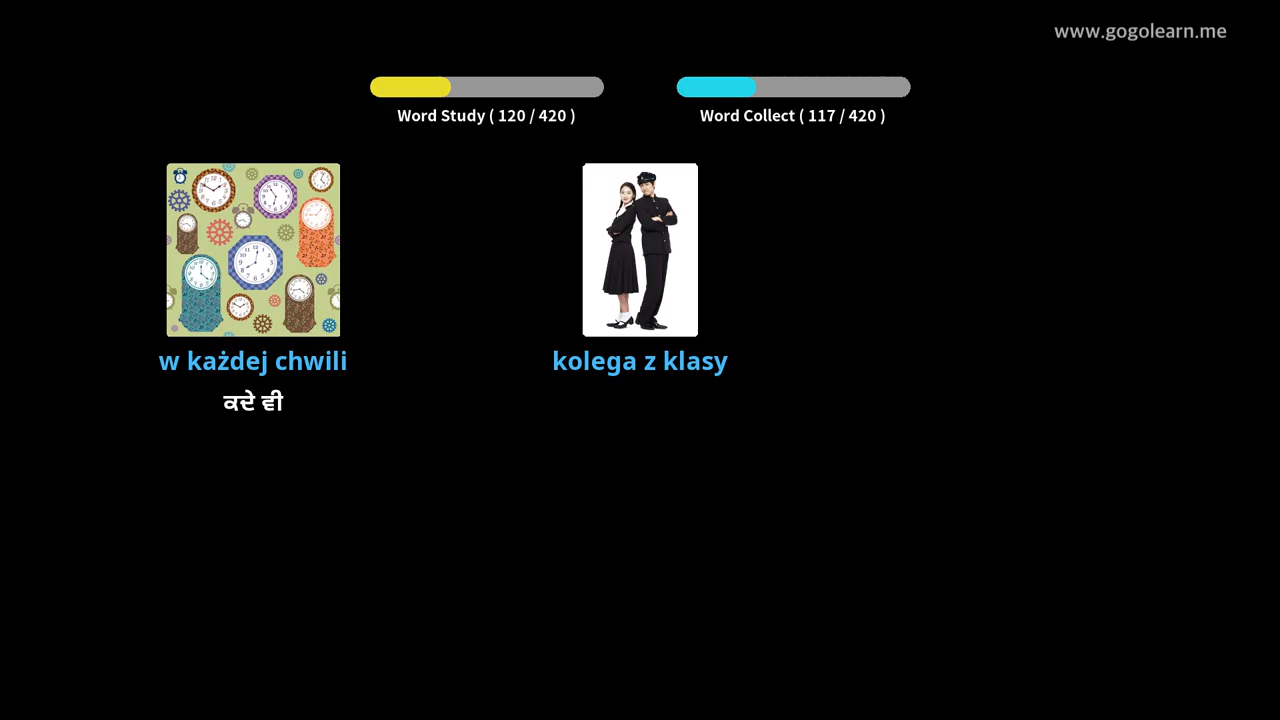 www.gogolearn.me
Word Study ( 120 / 420 )
Word Collect ( 117 / 420 )
w każdej chwili
kolega z klasy
ਕਦੇ ਵੀ